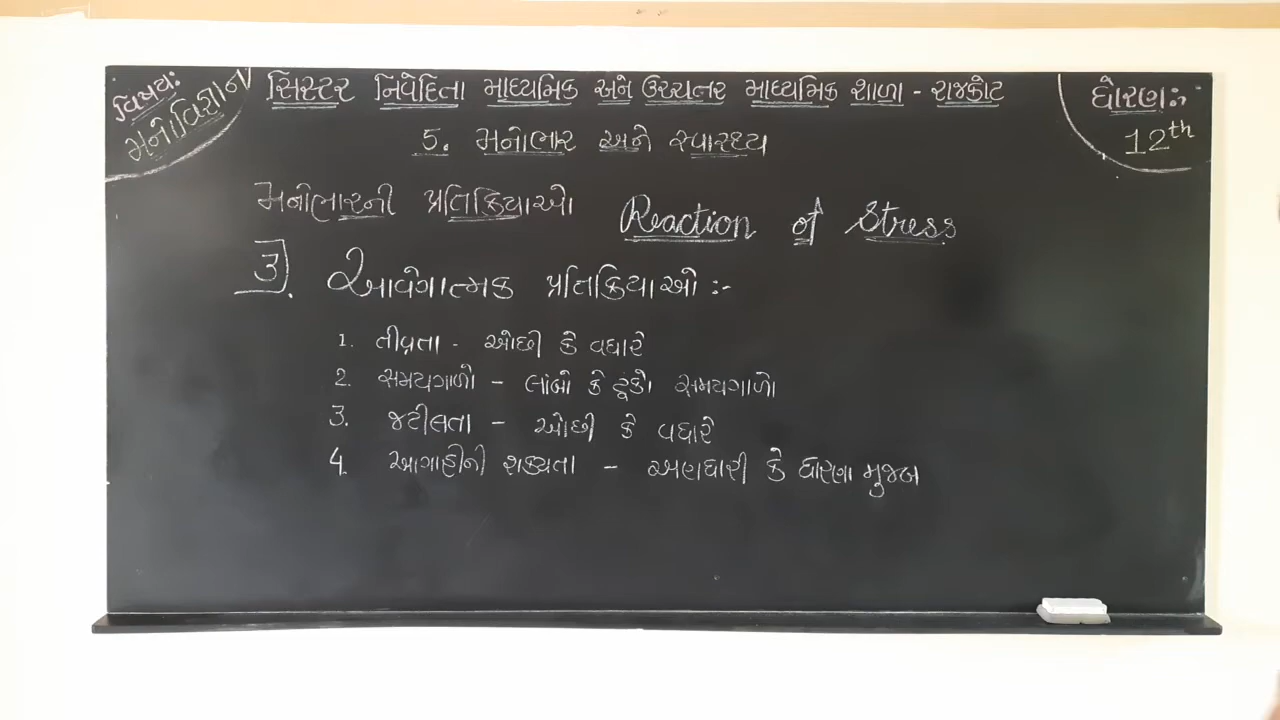 વિષય:
મનોવિજ્ઞાન
સિસ્ટર નિવેદિતા માધ્યમિક અને ઉચ્ચતર માધ્યમિક શાળા - રાજકોટ
ધોરણ:-
12th
5. મનોભાર અને સ્વાસ્થ્ય
મનોભારની પ્રતિક્રિયાઓ Reaction of Stress
3]. આવેગાત્મક પ્રતિક્રિયાઓ :-
1. તીવ્રતા - ઓછી કે વધારે
2. સમયગાળો - લાંબો કે ટૂંકો સમયગાળો
3. જટીલતા - ઓછી કે વધારે
4. આગાહીની શક્યતા - અણધારી કે ધારણા મુજબ